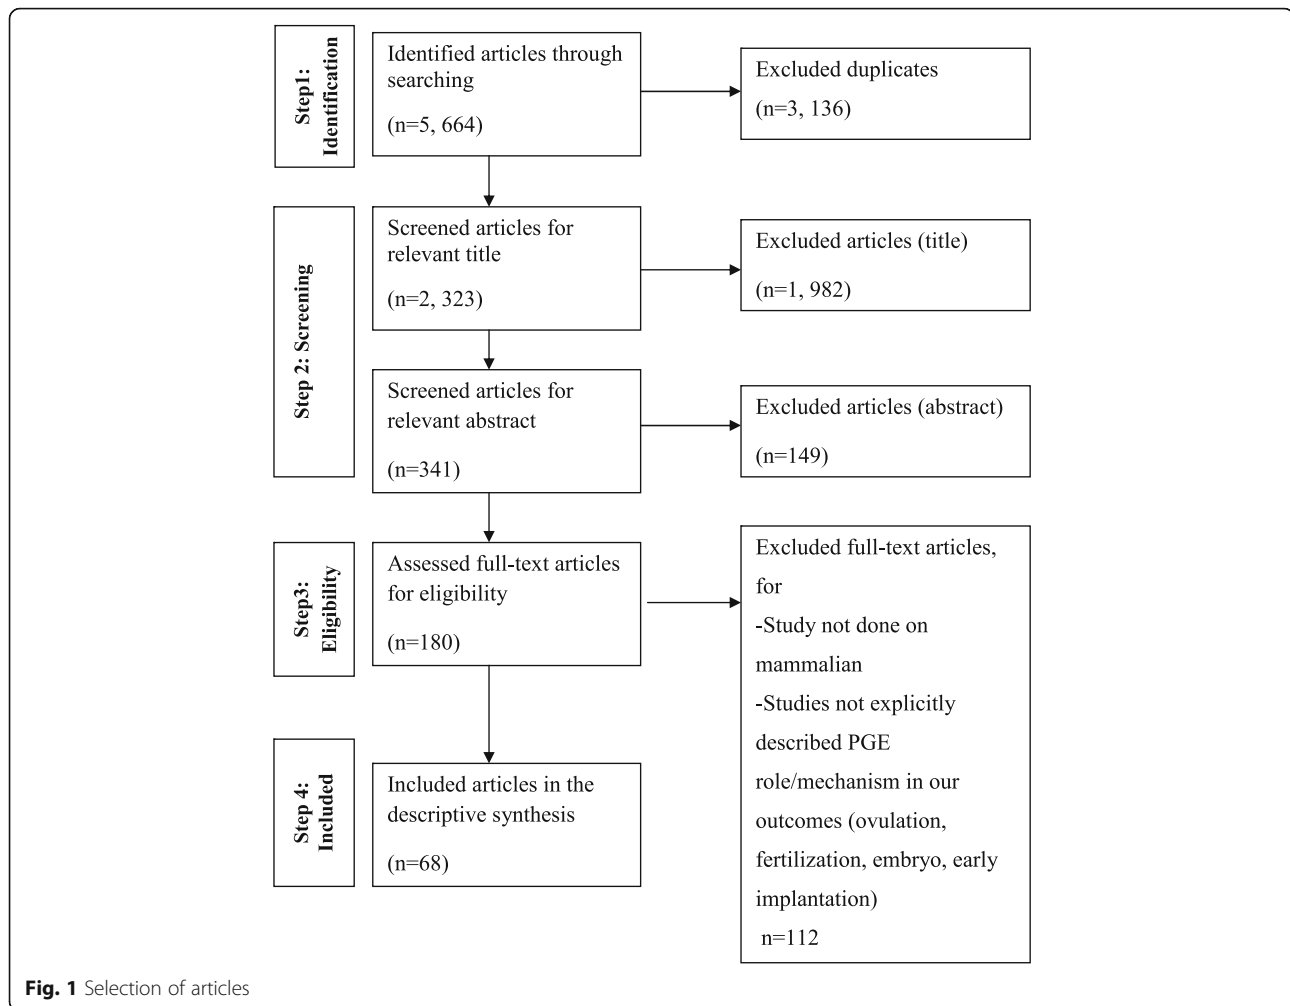 Step1:
Identification
Identified articles through
searching
(n=5, 664)
Excluded duplicates
(n=3, 136)
Step 2: Screening
Screened articles for
relevant title
(n=2, 323)
Excluded articles (title)
(n=1, 982)
Screened articles for
relevant abstract
(n=341)
Excluded articles (abstract)
(n=149)
Step3:
Eligibility
Assessed full-text articles
for eligibility
(n=180)
Excluded full-text articles,
for
-Study not done on
mammalian
-Studies not explicitly
described PGE
role/mechanism in our
outcomes (ovulation,
fertilization, embryo, early
implantation)
n=112
Step 4:
Included
Included articles in the
descriptive synthesis
(n=68)
Fig. 1 Selection of articles